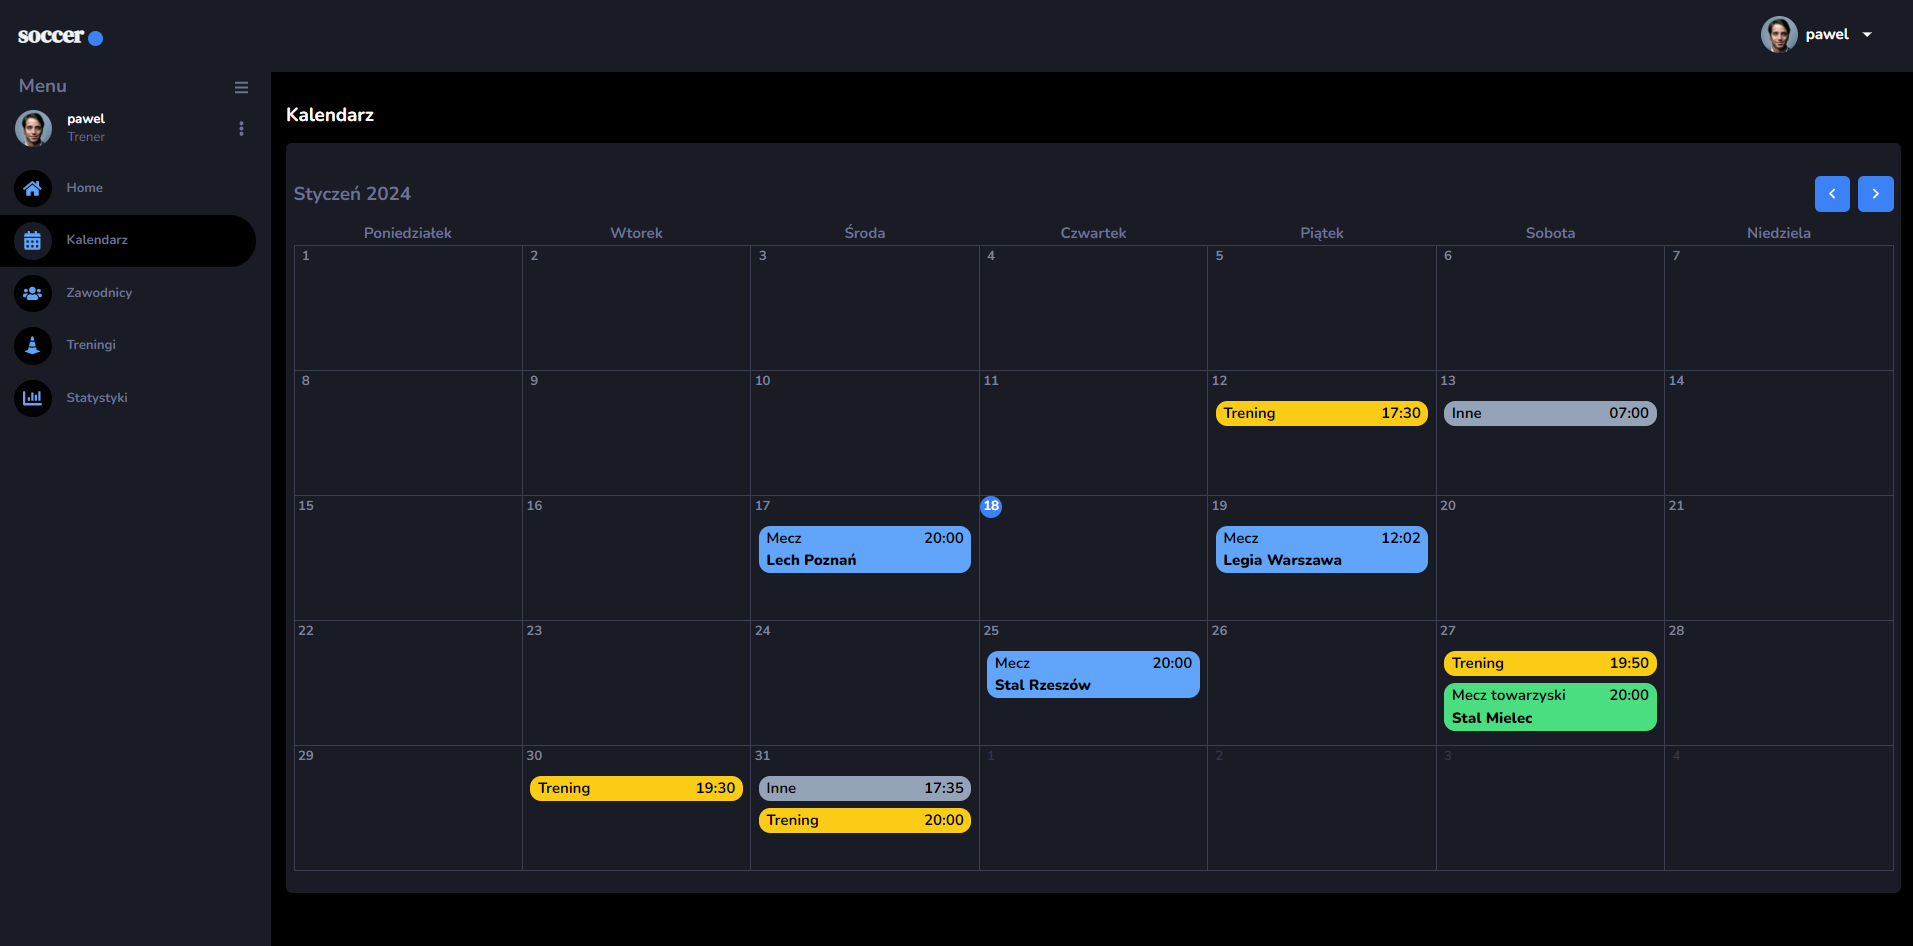 soccer
pawel
Menu
pawel
Trener
Home
Kalendarz
Zawodnicy
Treningi
Statystyki
Kalendarz
Styczeń 2024
Poniedziałek Wtorek Środa Czwartek Piątek Sobota Niedziela
1 2 3 4 5 6 7
8 9 10 11 12 13 14
Trening 17:30 Inne 07:00
15 16 17 18 19 20 21
Mecz 20:00 Mecz 12:02
Lech Poznań Legia Warszawa
22 23 24 25 26 27 28
Mecz 20:00 Trening 19:50
Stal Rzeszów
Mecz towarzyski 20:00
Stal Mielec
29 30 31 1 2 3 4
Trening 19:30 Inne 17:35
Trening 20:00